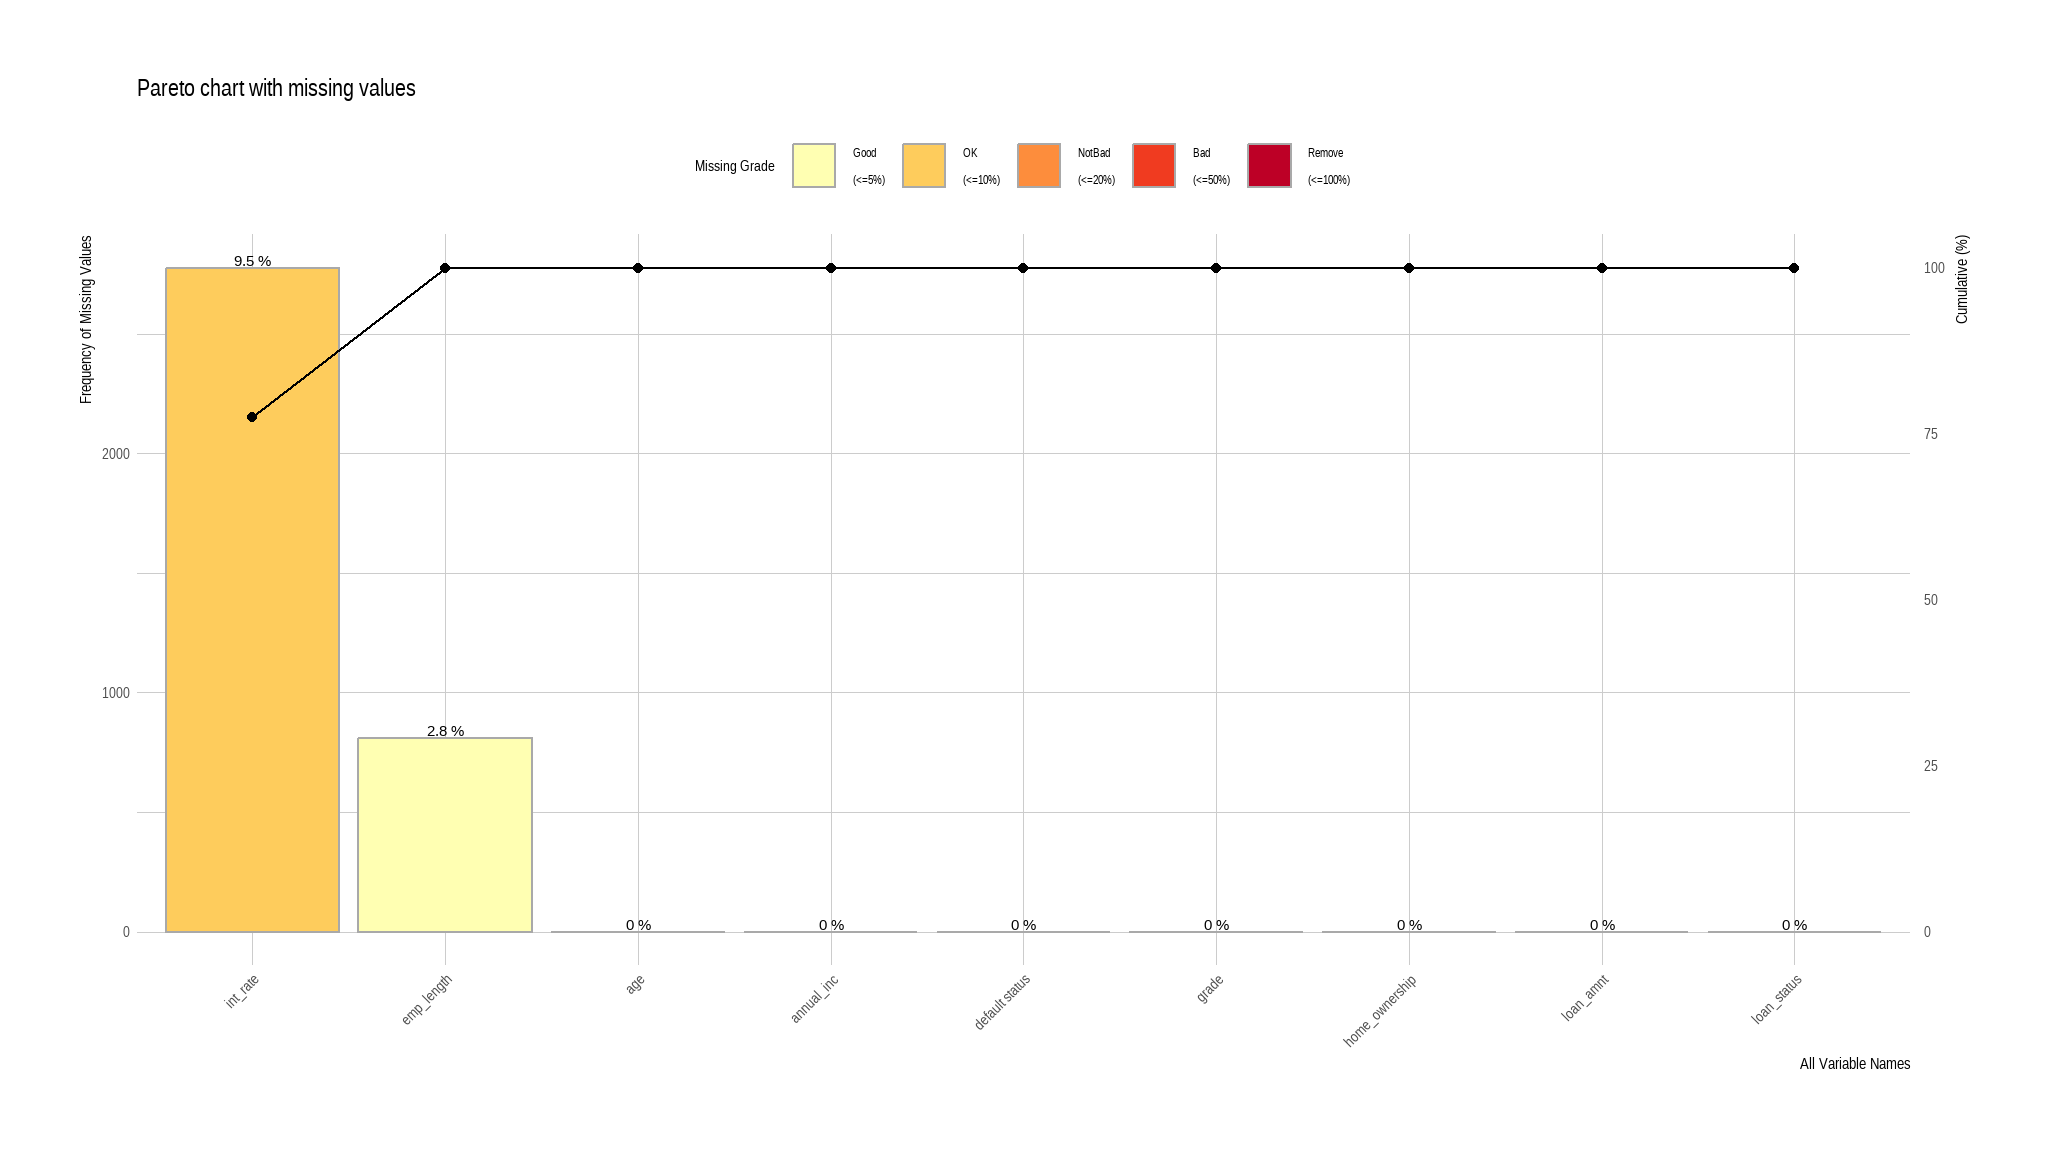 Pareto chart with missing values
Missing Grade
Good
(<=5%)
OK
(<=10%)
NotBad
(<=20%)
Bad
(<=50%)
Remove
(<=100%)
Frequency of Missing Values
Cumulative (%)
2000
1000
0
100
75
50
25
0
9.5 %
2.8 %
0 %
0 %
0 %
0 %
0 %
0 %
0 %
int_rate
emp_length
age
annual_inc
default status
grade
home_ownership
loan_amnt
loan_status
All Variable Names